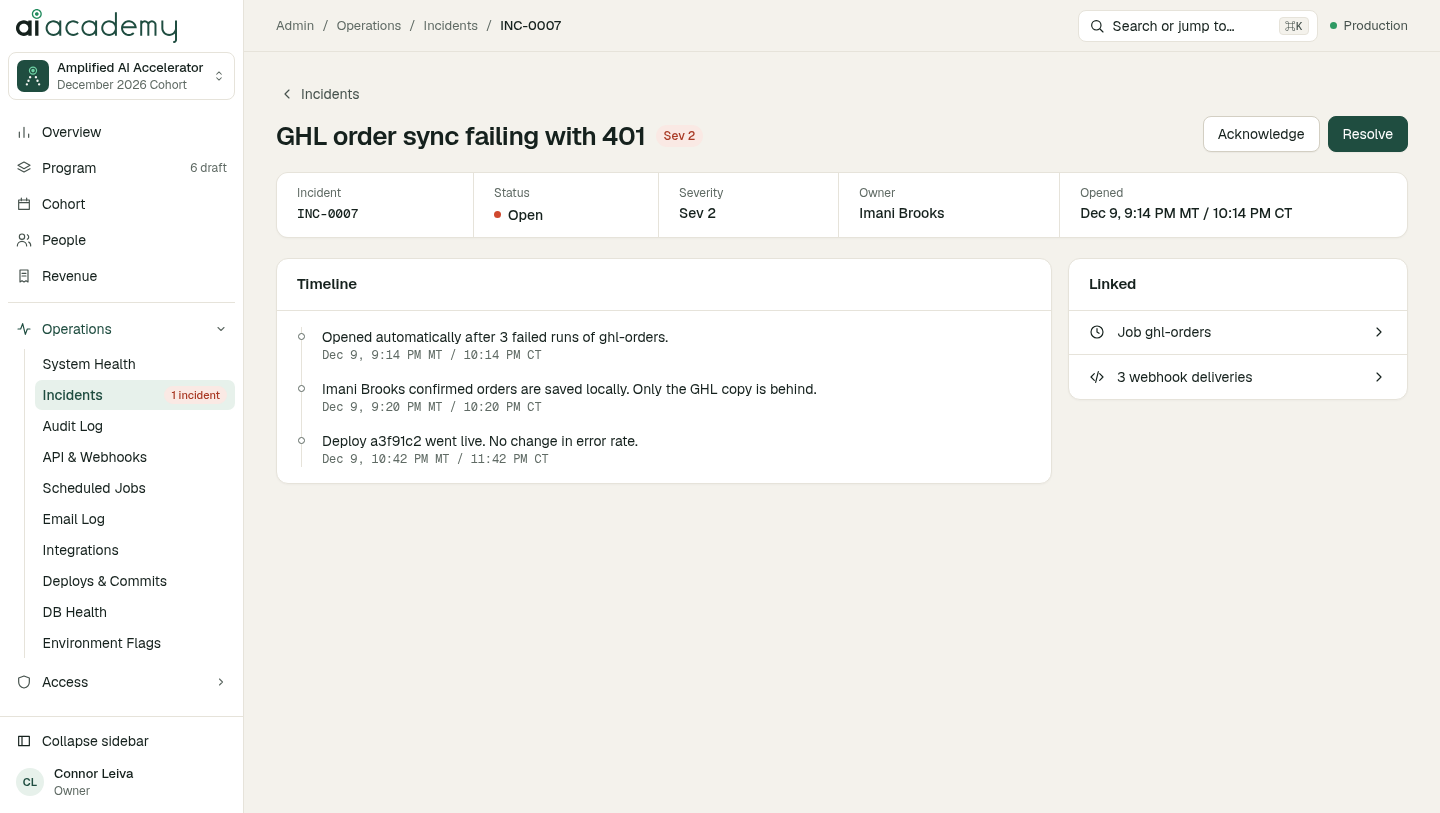 ai academy
Amplified AI Accelerator
December 2026 Cohort
Overview
Program 6 draft
Cohort
People
Revenue
Operations
System Health
Incidents 1 incident
Audit Log
API & Webhooks
Scheduled Jobs
Email Log
Integrations
Deploys & Commits
DB Health
Environment Flags
Access
Collapse sidebar
CL
Connor Leiva
Owner
Admin / Operations / Incidents / INC-0007
Search or jump to… ⌘K
Production
Incidents
GHL order sync failing with 401 Sev 2
Acknowledge
Resolve
Incident
INC-0007
Status
Open
Severity
Sev 2
Owner
Imani Brooks
Opened
Dec 9, 9:14 PM MT / 10:14 PM CT
Timeline
Opened automatically after 3 failed runs of ghl-orders.
Dec 9, 9:14 PM MT / 10:14 PM CT
Imani Brooks confirmed orders are saved locally. Only the GHL copy is behind.
Dec 9, 9:20 PM MT / 10:20 PM CT
Deploy a3f91c2 went live. No change in error rate.
Dec 9, 10:42 PM MT / 11:42 PM CT
Linked
Job ghl-orders
3 webhook deliveries